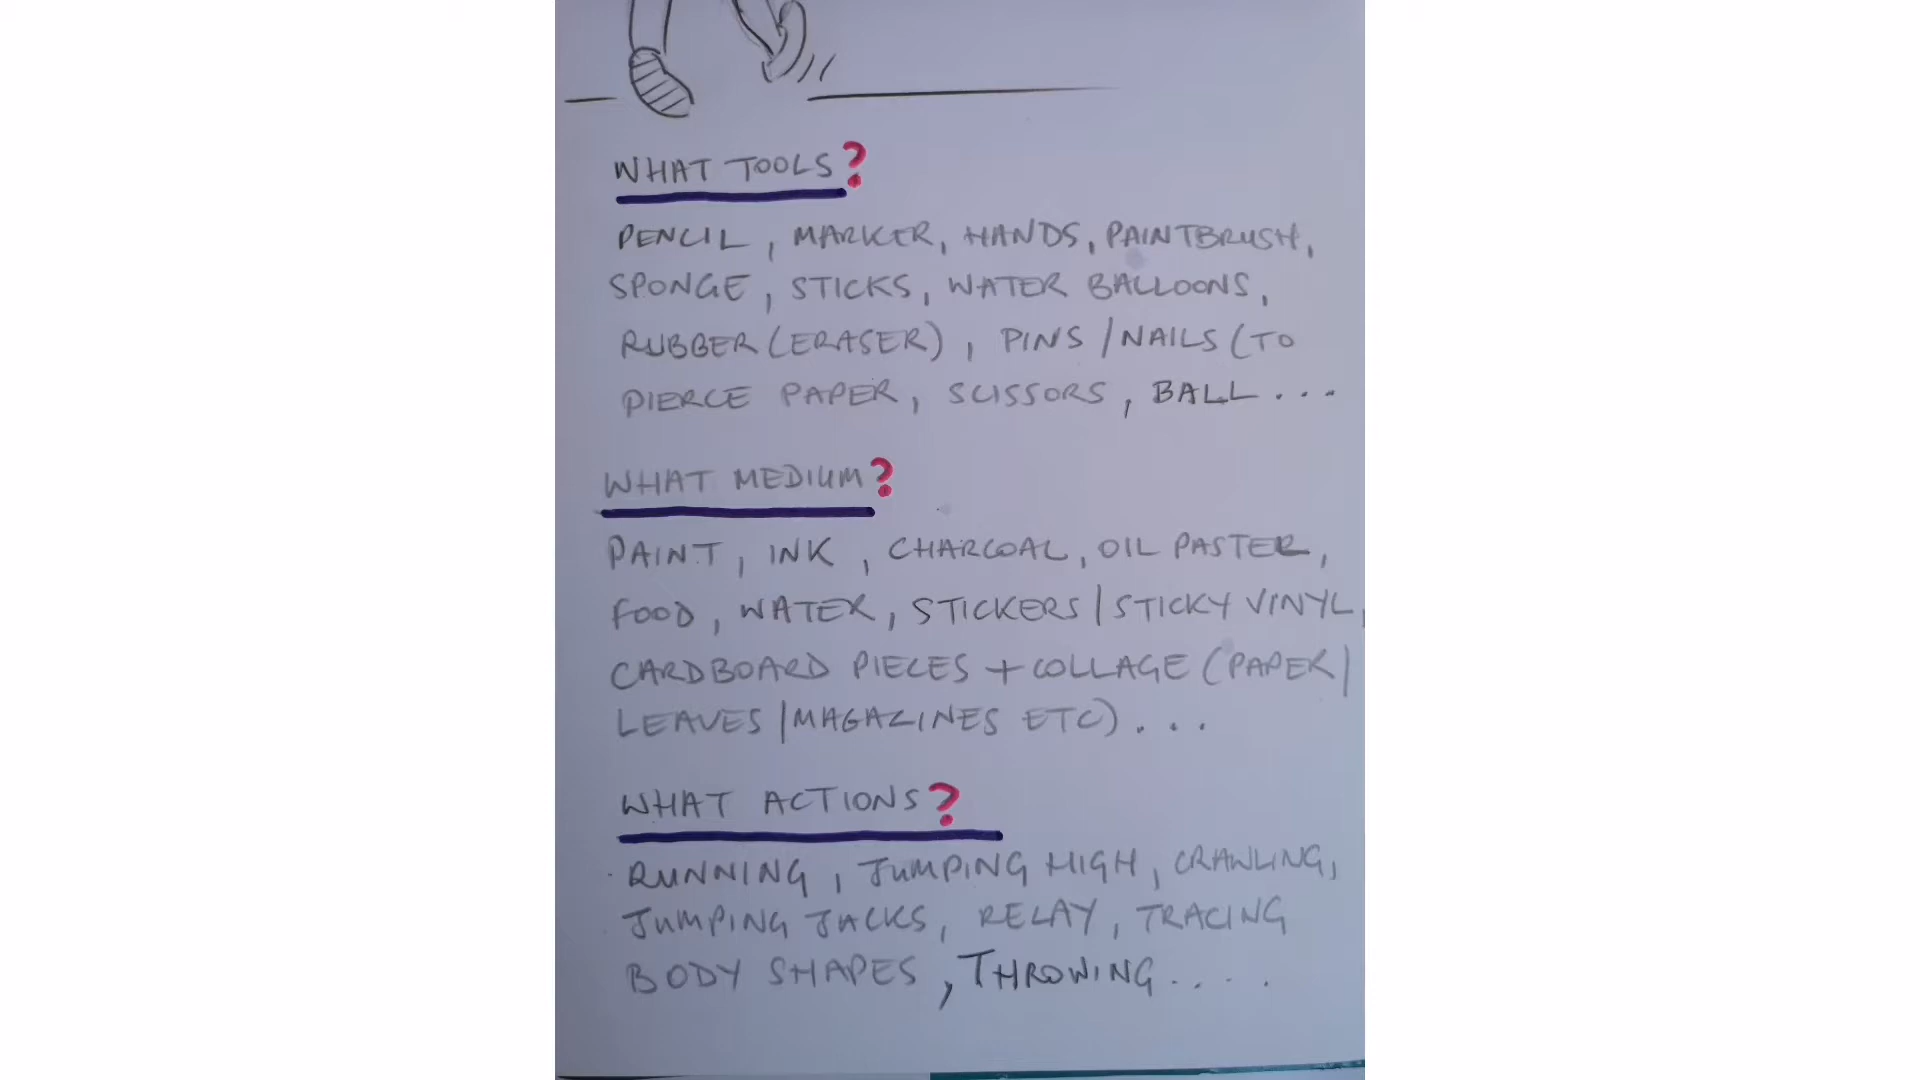 WHAT TOOLS?
PENCIL, MARKER, HANDS, PAINTBRUSH,
SPONGE, STICKS, WATER BALLOONS,
RUBBER (ERASER), PINS/NAILS (TO
PIERCE PAPER, SCISSORS, BALL...
WHAT MEDIUM?
PAINT, INK, CHARCOAL, OIL PASTEL,
FOOD, WATER, STICKERS/STICKY VINYL,
CARDBOARD PIECES + COLLAGE (PAPER/
LEAVES/MAGAZINES ETC)...
WHAT ACTIONS?
RUNNING, JUMPING HIGH, CRAWLING,
JUMPING JACKS, RELAY, TRACING
BODY SHAPES, THROWING....